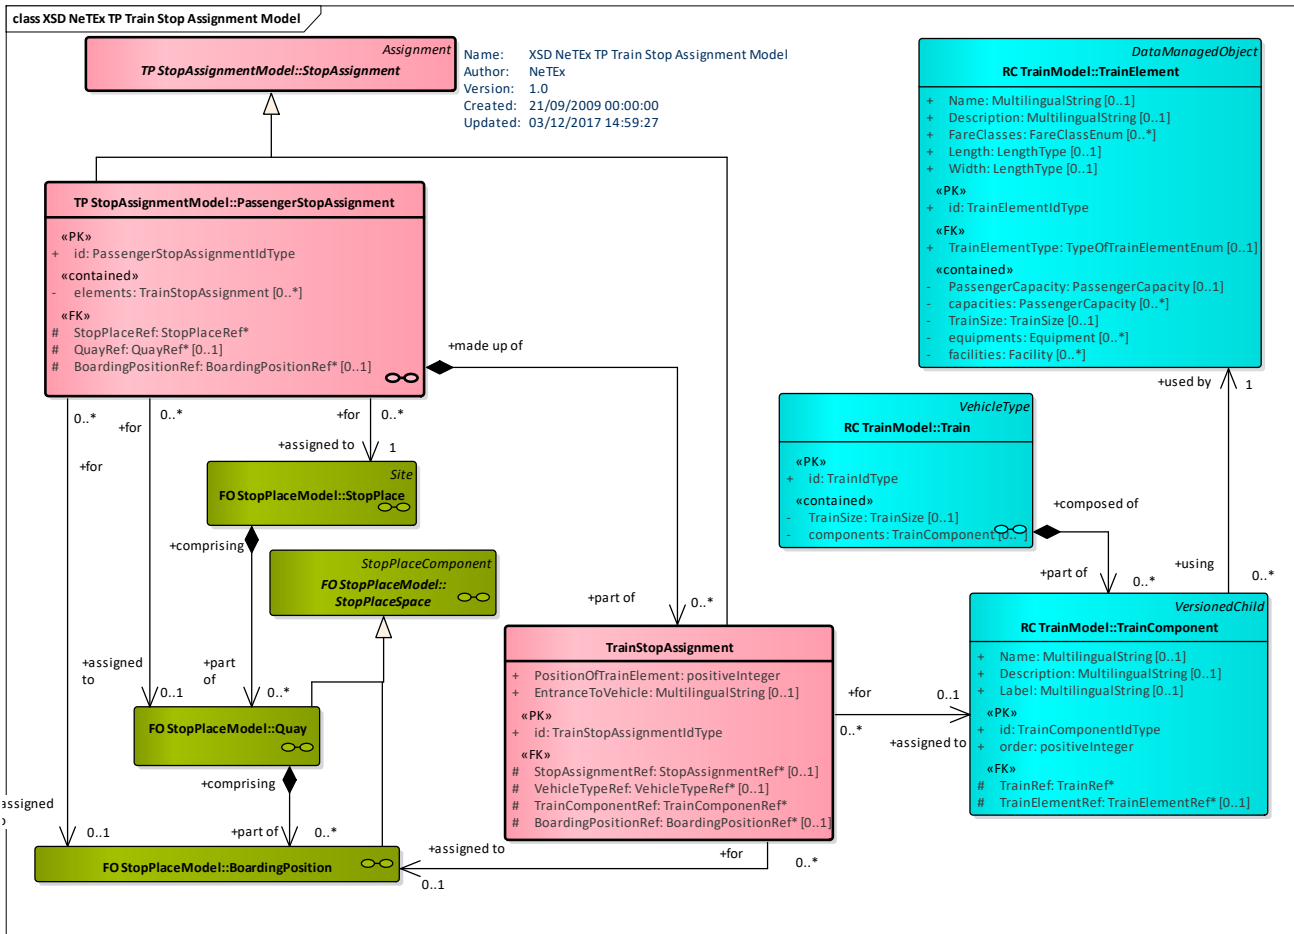 class XSD NeTEx TP Train Stop Assignment Model
Assignment
TP StopAssignmentModel::StopAssignment
Name: XSD NeTEx TP Train Stop Assignment Model
Author: NeTEx
Version: 1.0
Created: 21/09/2009 00:00:00
Updated: 03/12/2017 14:59:27
DataManagedObject
RC TrainModel::TrainElement
+ Name: MultilingualString [0..1]
+ Description: MultilingualString [0..1]
+ FareClasses: FareClassEnum [0..*]
+ Length: LengthType [0..1]
+ Width: LengthType [0..1]
«PK»
+ id: TrainElementIdType
«FK»
+ TrainElementType: TypeOfTrainElementEnum [0..1]
«contained»
- PassengerCapacity: PassengerCapacity [0..1]
- capacities: PassengerCapacity [0..*]
- TrainSize: TrainSize [0..1]
- equipments: Equipment [0..*]
- facilities: Facility [0..*]
TP StopAssignmentModel::PassengerStopAssignment
«PK»
+ id: PassengerStopAssignmentIdType
«contained»
- elements: TrainStopAssignment [0..*]
«FK»
# StopPlaceRef: StopPlaceRef*
# QuayRef: QuayRef* [0..1]
# BoardingPositionRef: BoardingPositionRef* [0..1]
+made up of
+used by 1
0..*
+for
0..*
+for
+for 0..*
+assigned to 1
VehicleType
RC TrainModel::Train
«PK»
+ id: TrainIdType
«contained»
- TrainSize: TrainSize [0..1]
- components: TrainComponent [0..*]
Site
FO StopPlaceModel::StopPlace
+comprising
+composed of
+part of 0..*
+using 0..*
StopPlaceComponent
FO StopPlaceModel::
StopPlaceSpace
+part of 0..*
VersionedChild
RC TrainModel::TrainComponent
+ Name: MultilingualString [0..1]
+ Description: MultilingualString [0..1]
+ Label: MultilingualString [0..1]
«PK»
+ id: TrainComponentIdType
+ order: positiveInteger
«FK»
# TrainRef: TrainRef*
# TrainElementRef: TrainElementRef* [0..1]
TrainStopAssignment
+ PositionOfTrainElement: positiveInteger
+ EntranceToVehicle: MultilingualString [0..1]
«PK»
+ id: TrainStopAssignmentIdType
«FK»
# StopAssignmentRef: StopAssignmentRef* [0..1]
# VehicleTypeRef: VehicleTypeRef* [0..1]
# TrainComponentRef: TrainComponenRef*
# BoardingPositionRef: BoardingPositionRef* [0..1]
+for
0..*
0..1
+assigned to
+assigned
to
0..1
+part
of
0..*
FO StopPlaceModel::Quay
+comprising
+part of 0..*
assigned
0..1
FO StopPlaceModel::BoardingPosition
+assigned to
0..1
+for 0..*